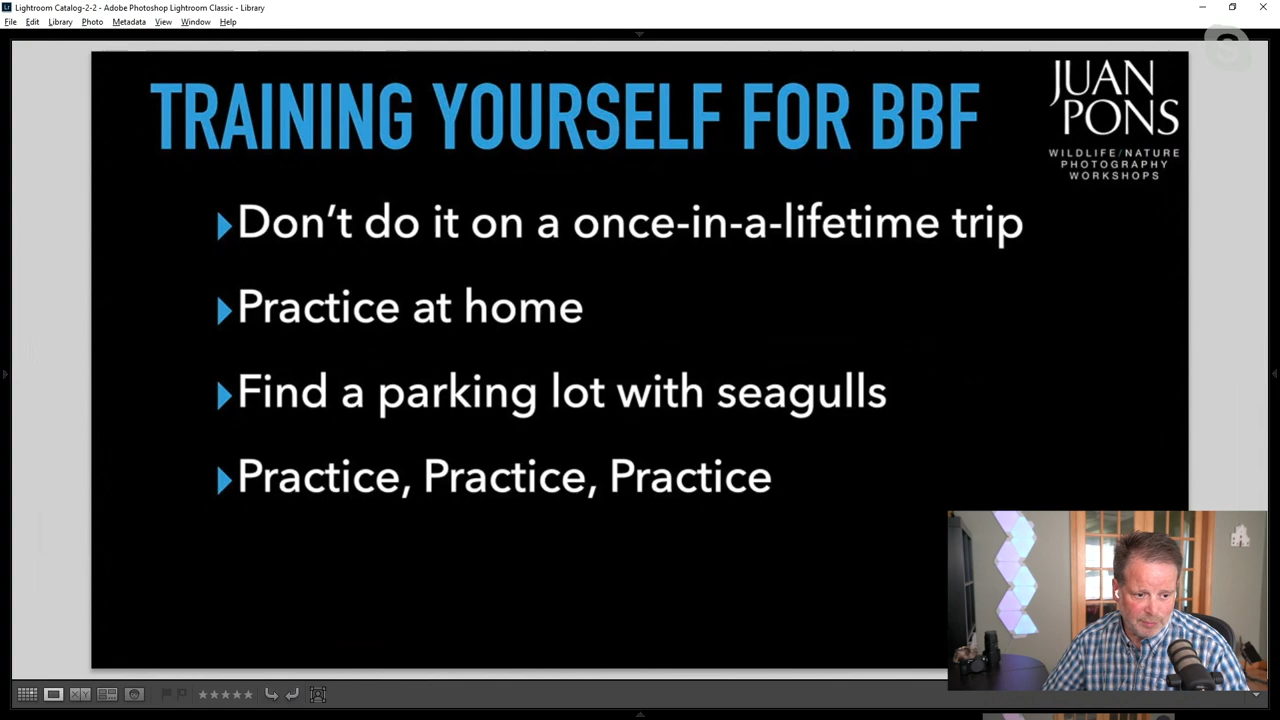 Lightroom Catalog-2-2 - Adobe Photoshop Lightroom Classic - Library
File Edit Library Photo Metadata View Window Help
TRAINING YOURSELF FOR BBF
JUAN
PONS
WILDLIFE/NATURE
PHOTOGRAPHY
WORKSHOPS
Don't do it on a once-in-a-lifetime trip
Practice at home
Find a parking lot with seagulls
Practice, Practice, Practice